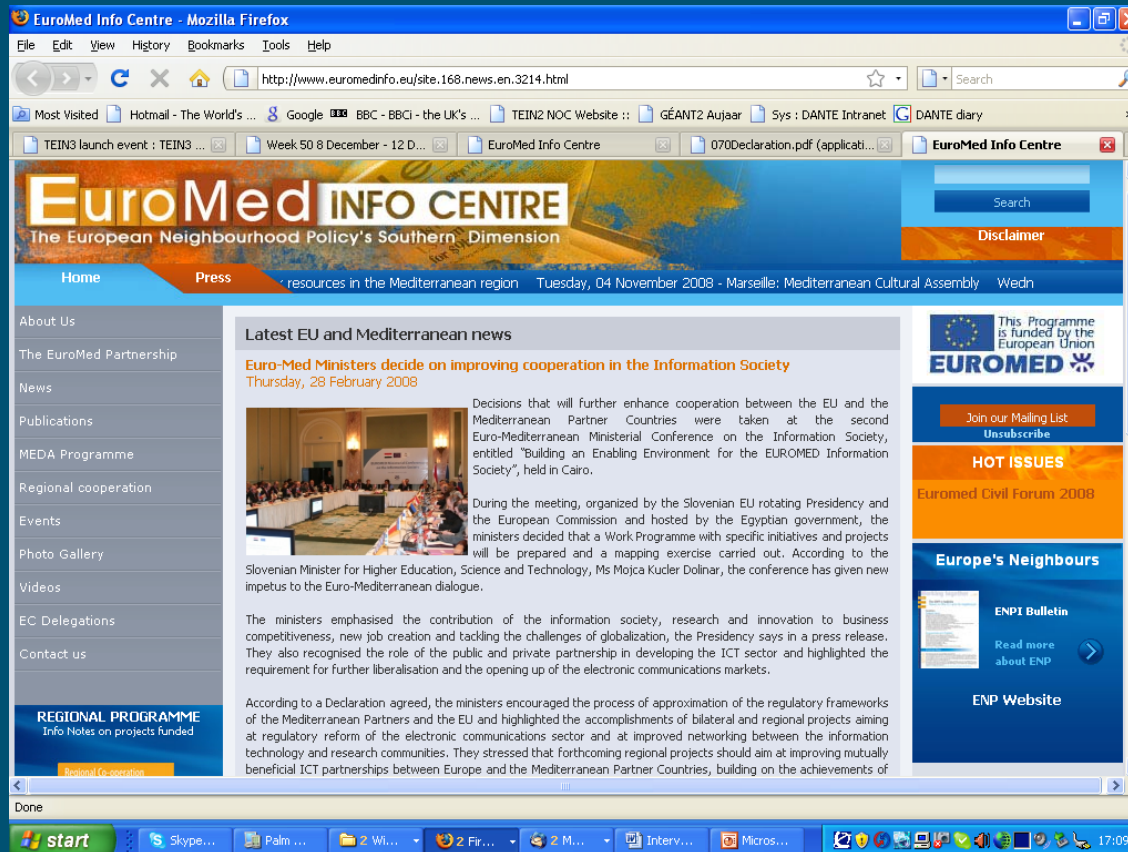 EuroMed Info Centre - Mozilla Firefox
File Edit View History Bookmarks Tools Help
http://www.euromedinfo.eu/site.168.news.en.3214.html
Search
Most Visited Hotmail - The World's ... Google BBC BBC - BBCi - the UK's ... TEIN2 NOC Website :: GÉANT2 Aujaar Sys : DANTE Intranet G DANTE diary
TEIN3 launch event : TEIN3 ... Week 50 8 December - 12 D... EuroMed Info Centre 070Declaration.pdf (applicati... EuroMed Info Centre
EuroMed INFO CENTRE
The European Neighbourhood Policy's Southern Dimension
Search
Disclaimer
Home Press resources in the Mediterranean region Tuesday, 04 November 2008 - Marseille: Mediterranean Cultural Assembly Wedn
About Us
The EuroMed Partnership
News
Publications
MEDA Programme
Regional cooperation
Events
Photo Gallery
Videos
EC Delegations
Contact us
REGIONAL PROGRAMME
Info Notes on projects funded
Regional Co-operation
Latest EU and Mediterranean news
Euro-Med Ministers decide on improving cooperation in the Information Society
Thursday, 28 February 2008
Decisions that will further enhance cooperation between the EU and the
Mediterranean Partner Countries were taken at the second
Euro-Mediterranean Ministerial Conference on the Information Society,
entitled "Building an Enabling Environment for the EUROMED Information
Society", held in Cairo.
During the meeting, organized by the Slovenian EU rotating Presidency and
the European Commission and hosted by the Egyptian government, the
ministers decided that a Work Programme with specific initiatives and projects
will be prepared and a mapping exercise carried out. According to the
Slovenian Minister for Higher Education, Science and Technology, Ms Mojca Kucler Dolinar, the conference has given new
impetus to the Euro-Mediterranean dialogue.
The ministers emphasised the contribution of the information society, research and innovation to business
competitiveness, new job creation and tackling the challenges of globalization, the Presidency says in a press release.
They also recognised the role of the public and private partnership in developing the ICT sector and highlighted the
requirement for further liberalisation and the opening up of the electronic communications markets.
According to a Declaration agreed, the ministers encouraged the process of approximation of the regulatory frameworks
of the Mediterranean Partners and the EU and highlighted the accomplishments of bilateral and regional projects aiming
at regulatory reform of the electronic communications sector and at improved networking between the information
technology and research communities. They stressed that forthcoming regional projects should aim at improving mutually
beneficial ICT partnerships between Europe and the Mediterranean Partner Countries, building on the achievements of
This Programme
is funded by the
European Union
EUROMED
Join our Mailing List
Unsubscribe
HOT ISSUES
Euromed Civil Forum 2008
Europe's Neighbours
ENPI Bulletin
Read more
about ENP
ENP Website
Done
start Skype... Palm ... 2 Wi... 2 Fir... 2 M... Interv... Micros... 17:09